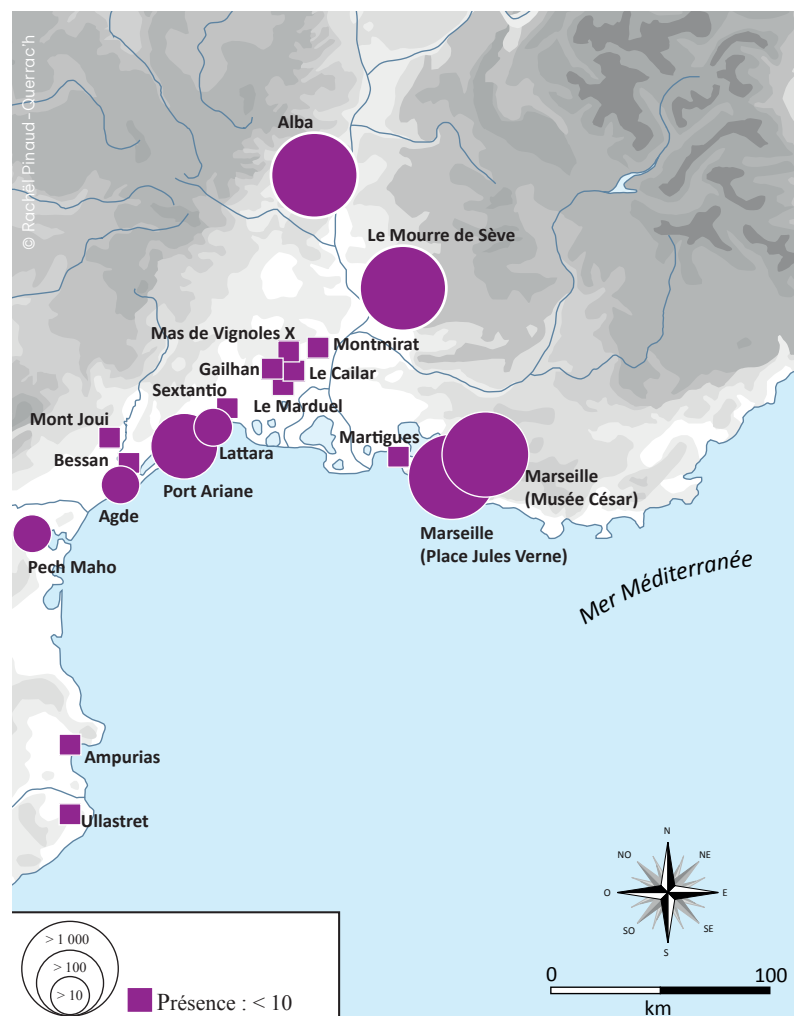 © Rachël Pinaud-Querrac'h
Alba
Le Mourre de Sève
Mas de Vignoles X
Montmirat
Gailhan
Le Cailar
Sextantio
Le Marduel
Mont Joui
Lattara
Martigues
Bessan
Port Ariane
Marseille
(Musée César)
Agde
Marseille
(Place Jules Verne)
Pech Maho
Mer Méditerranée
Ampurias
Ullastret
N
NO
NE
O
E
SO
SE
S
> 1 000
> 100
> 10
Présence : < 10
0
100
km